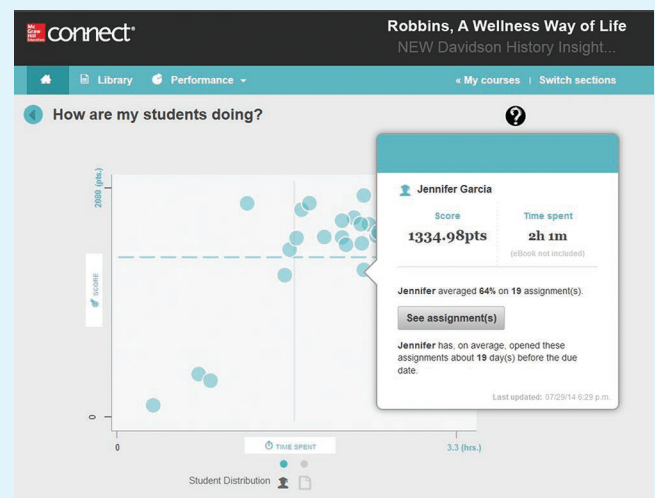 Mc
Graw
Hill
Education
connect®
Robbins, A Wellness Way of Life
NEW Davidson History Insight...
Library
Performance
« My courses | Switch sections
How are my students doing?
?
2080 (pts.)
SCORE
0
0
TIME SPENT
3.3 (hrs.)
Student Distribution
Jennifer Garcia
Score
Time spent
1334.98pts
2h 1m
(eBook not included)
Jennifer averaged 64% on 19 assignment(s).
See assignment(s)
Jennifer has, on average, opened these
assignments about 19 day(s) before the due
date.
Last updated: 07/29/14 6:29 p.m.